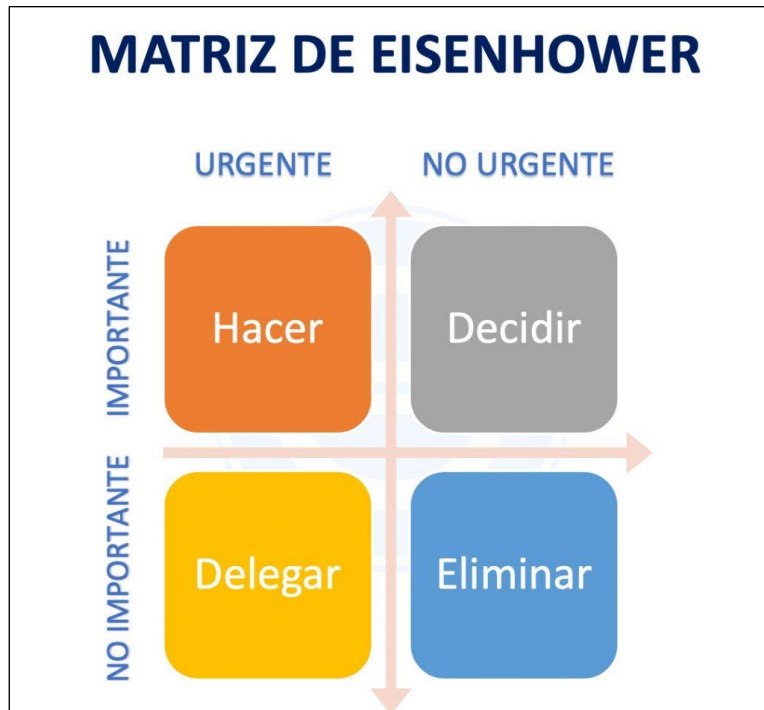 MATRIZ DE EISENHOWER
URGENTE
NO URGENTE
IMPORTANTE
Hacer
Decidir
NO IMPORTANTE
Delegar
Eliminar